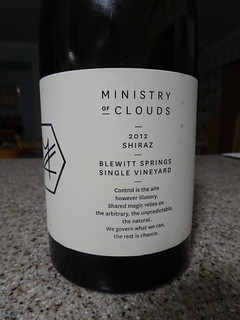 MINISTRY
OF CLOUDS
2012
SHIRAZ
BLEWITT SPRINGS
SINGLE VINEYARD
Control is the aim
however illusory.
Shared magic relies on
the arbitrary, the unpredictable,
the natural.
We govern what we can,
the rest is chance.